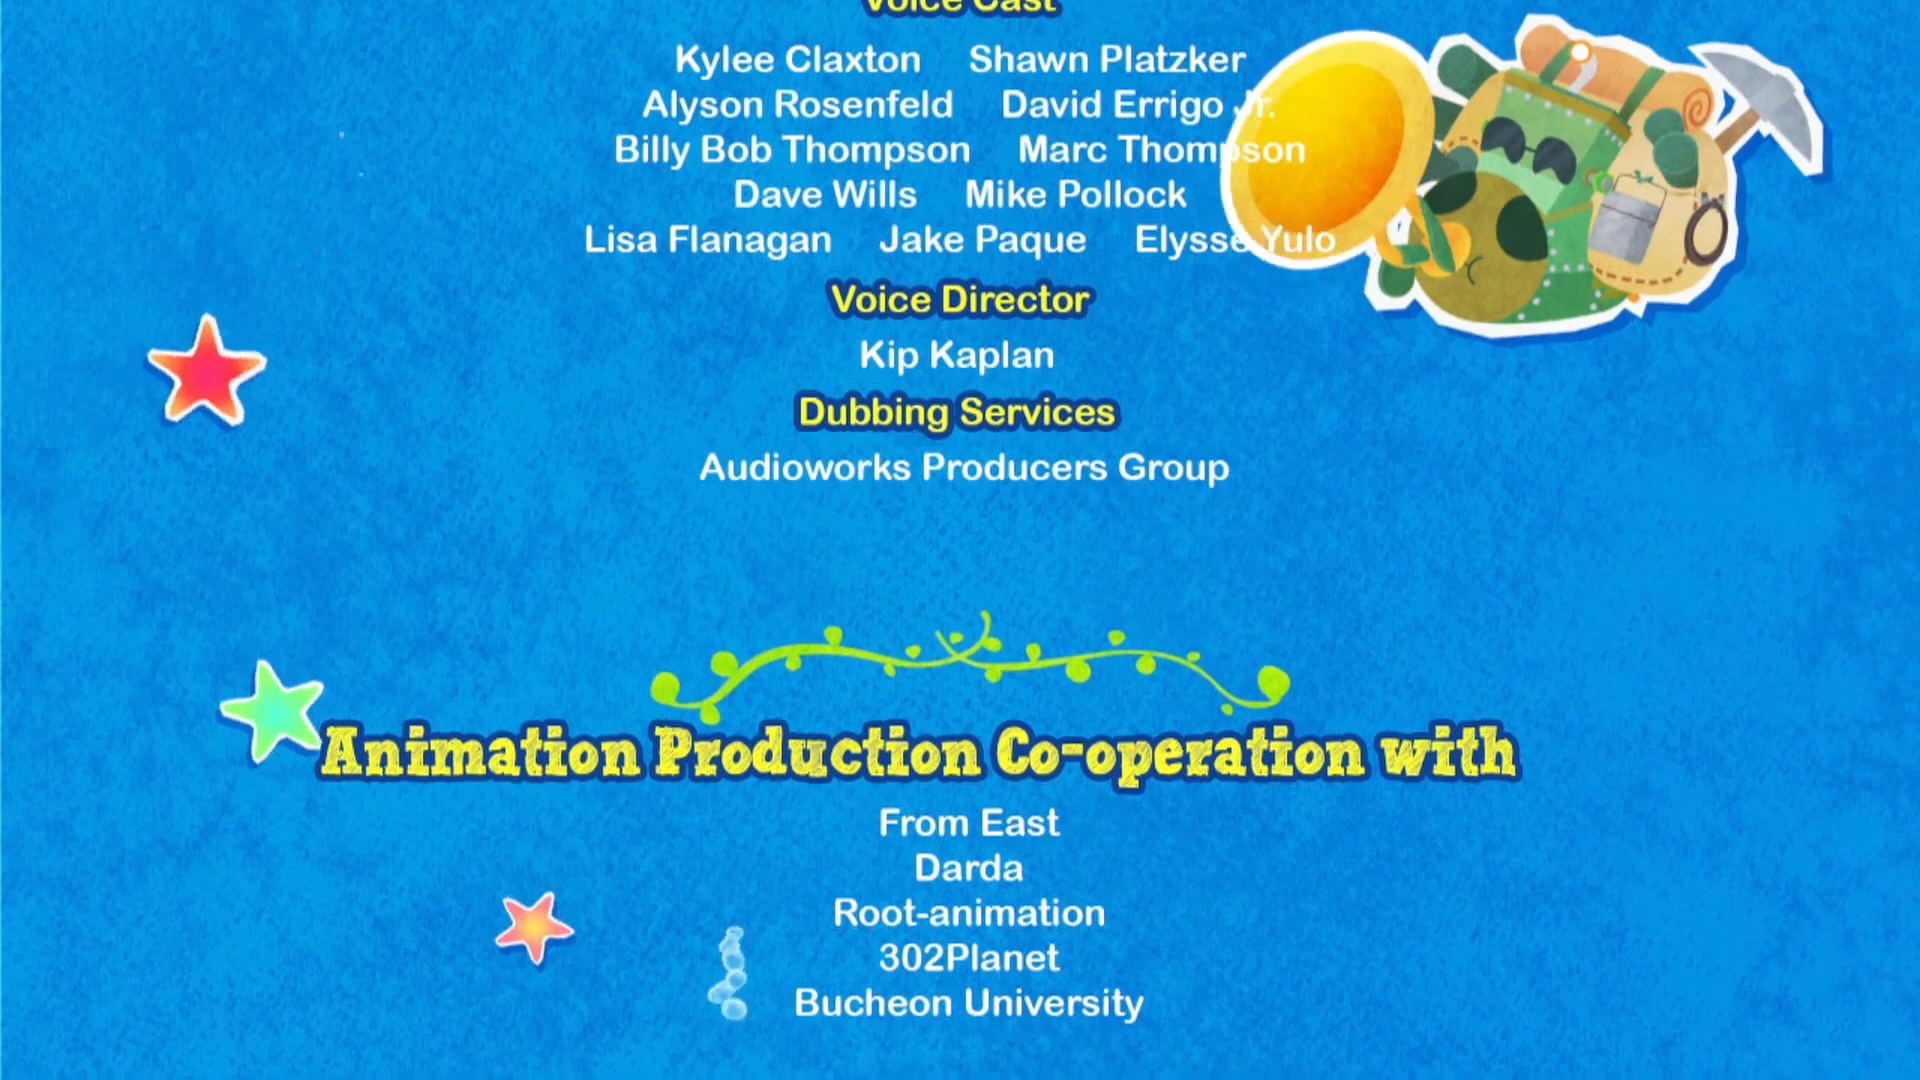 Voice Cast
Kylee Claxton Shawn Platzker
Alyson Rosenfeld David Errigo Jr.
Billy Bob Thompson Marc Thompson
Dave Wills Mike Pollock
Lisa Flanagan Jake Paque Elysse Yulo
Voice Director
Kip Kaplan
Dubbing Services
Audioworks Producers Group
Animation Production Co-operation with
From East
Darda
Root-animation
302Planet
Bucheon University